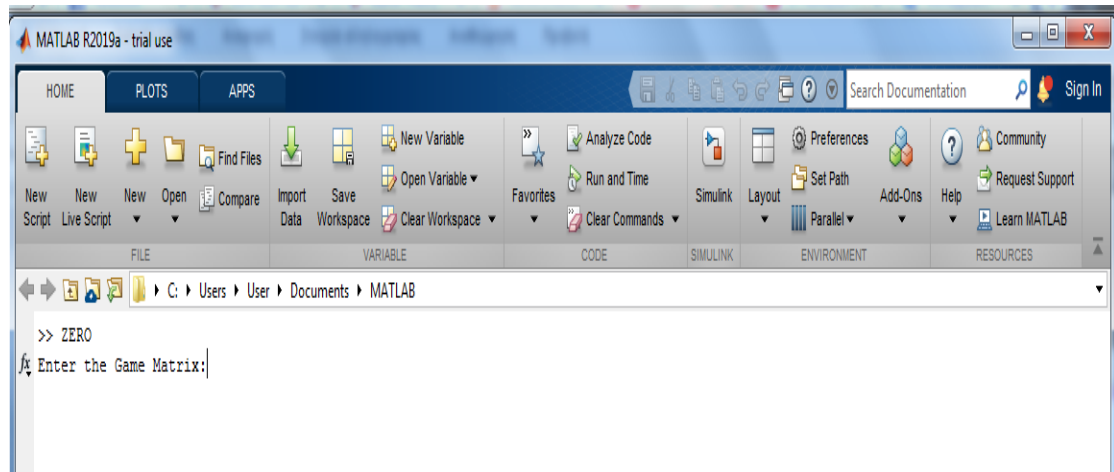 MATLAB R2019a - trial use
HOME PLOTS APPS
Search Documentation
Sign In
New Script
New Live Script
New
Open
Find Files
Compare
Import Data
Save Workspace
New Variable
Open Variable
Clear Workspace
Favorites
Analyze Code
Run and Time
Clear Commands
Simulink
Layout
Preferences
Set Path
Parallel
Add-Ons
Help
Community
Request Support
Learn MATLAB
FILE VARIABLE CODE SIMULINK ENVIRONMENT RESOURCES
C: Users User Documents MATLAB
>> ZERO
fx Enter the Game Matrix: